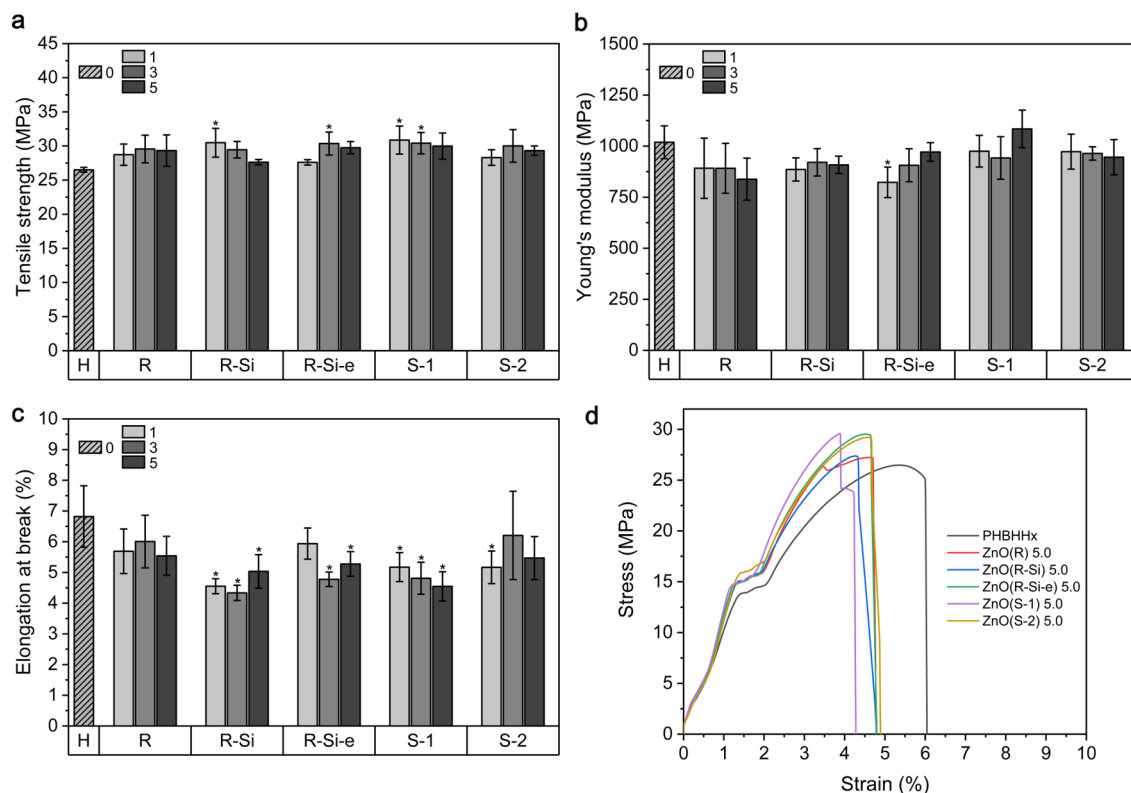 a
Tensile strength (MPa)
45
40
35
30
25
20
15
10
5
0
0
1
3
5
*
*
*
*
H R R-Si R-Si-e S-1 S-2
b
Young's modulus (MPa)
1500
1250
1000
750
500
250
0
0
1
3
5
*
H R R-Si R-Si-e S-1 S-2
c
Elongation at break (%)
10
9
8
7
6
5
4
3
2
1
0
0
1
3
5
* * *
* *
* * *
*
H R R-Si R-Si-e S-1 S-2
d
Stress (MPa)
30
25
20
15
10
5
0
PHBHHx
ZnO(R) 5.0
ZnO(R-Si) 5.0
ZnO(R-Si-e) 5.0
ZnO(S-1) 5.0
ZnO(S-2) 5.0
0 1 2 3 4 5 6 7 8 9 10
Strain (%)